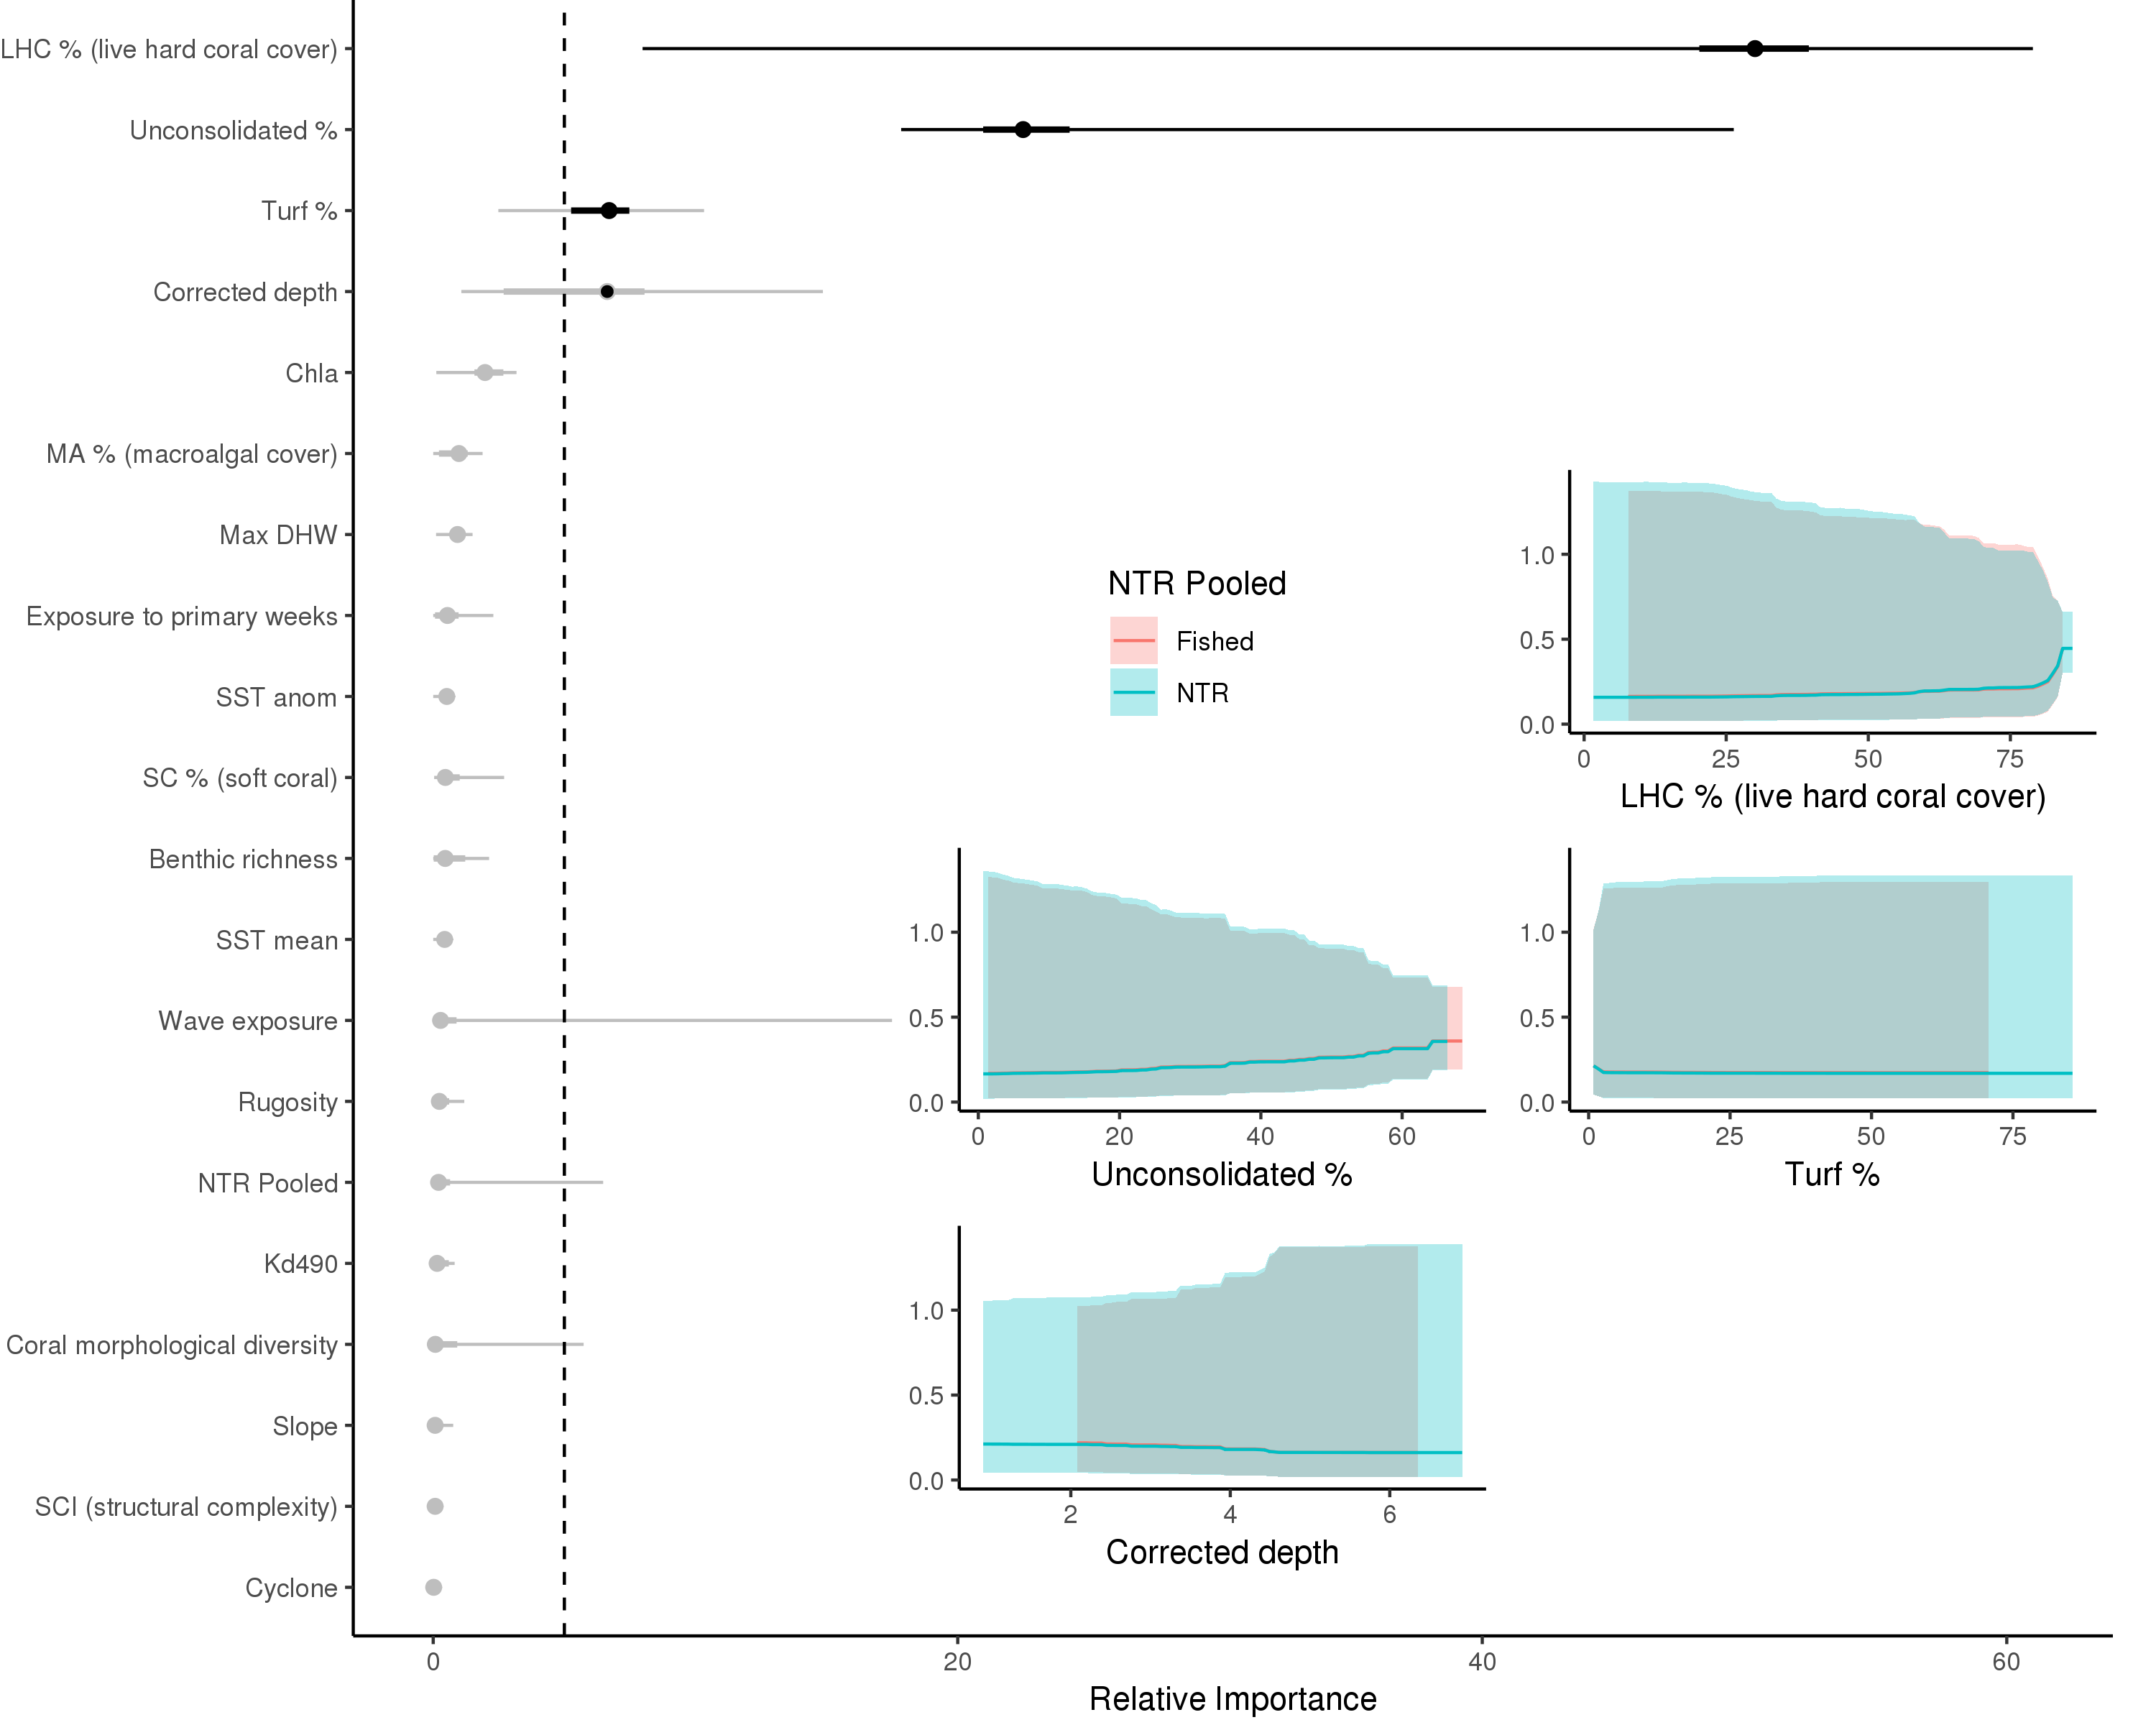 LHC % (live hard coral cover)
Unconsolidated %
Turf %
Corrected depth
Chla
MA % (macroalgal cover)
Max DHW
Exposure to primary weeks
SST anom
SC % (soft coral)
Benthic richness
SST mean
Wave exposure
Rugosity
NTR Pooled
Kd490
Coral morphological diversity
Slope
SCI (structural complexity)
Cyclone
0 20 40 60
Relative Importance
NTR Pooled
Fished
NTR
1.0
0.5
0.0
0 25 50 75
LHC % (live hard coral cover)
1.0
0.5
0.0
0 20 40 60
Unconsolidated %
1.0
0.5
0.0
0 25 50 75
Turf %
1.0
0.5
0.0
2 4 6
Corrected depth